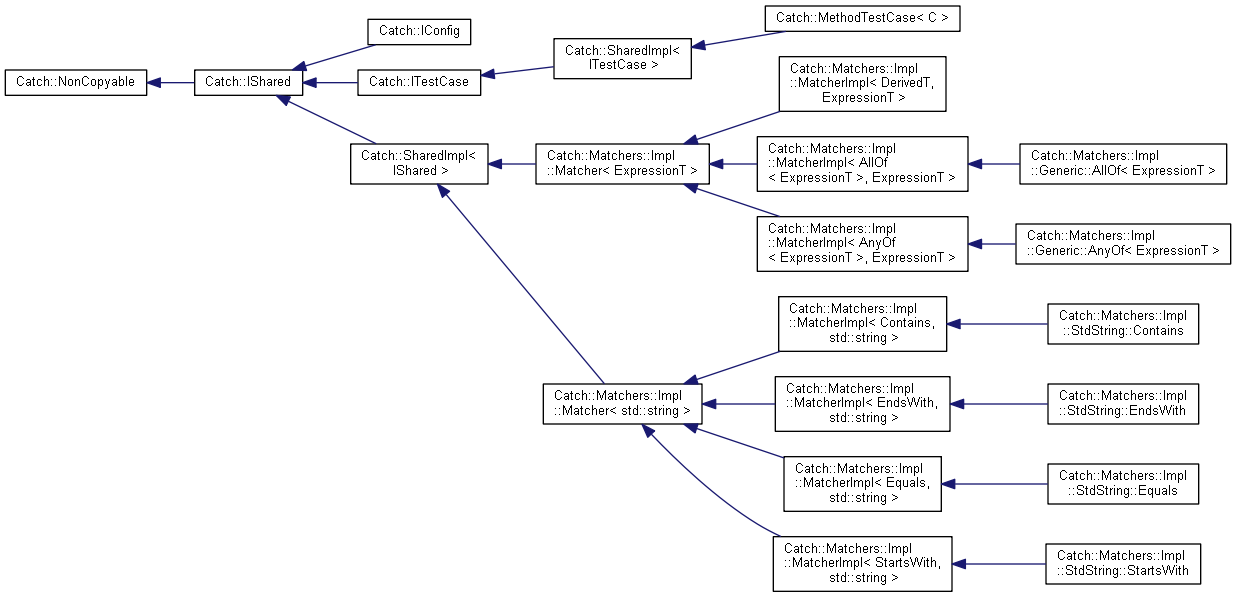 Catch::NonCopyable
Catch::IShared
Catch::IConfig
Catch::ITestCase
Catch::SharedImpl<
ITestCase >
Catch::MethodTestCase< C >
Catch::SharedImpl<
IShared >
Catch::Matchers::Impl
::Matcher< ExpressionT >
Catch::Matchers::Impl
::MatcherImpl< DerivedT,
ExpressionT >
Catch::Matchers::Impl
::MatcherImpl< AllOf
< ExpressionT >, ExpressionT >
Catch::Matchers::Impl
::Generic::AllOf< ExpressionT >
Catch::Matchers::Impl
::MatcherImpl< AnyOf
< ExpressionT >, ExpressionT >
Catch::Matchers::Impl
::Generic::AnyOf< ExpressionT >
Catch::Matchers::Impl
::Matcher< std::string >
Catch::Matchers::Impl
::MatcherImpl< Contains,
std::string >
Catch::Matchers::Impl
::StdString::Contains
Catch::Matchers::Impl
::MatcherImpl< EndsWith,
std::string >
Catch::Matchers::Impl
::StdString::EndsWith
Catch::Matchers::Impl
::MatcherImpl< Equals,
std::string >
Catch::Matchers::Impl
::StdString::Equals
Catch::Matchers::Impl
::MatcherImpl< StartsWith,
std::string >
Catch::Matchers::Impl
::StdString::StartsWith